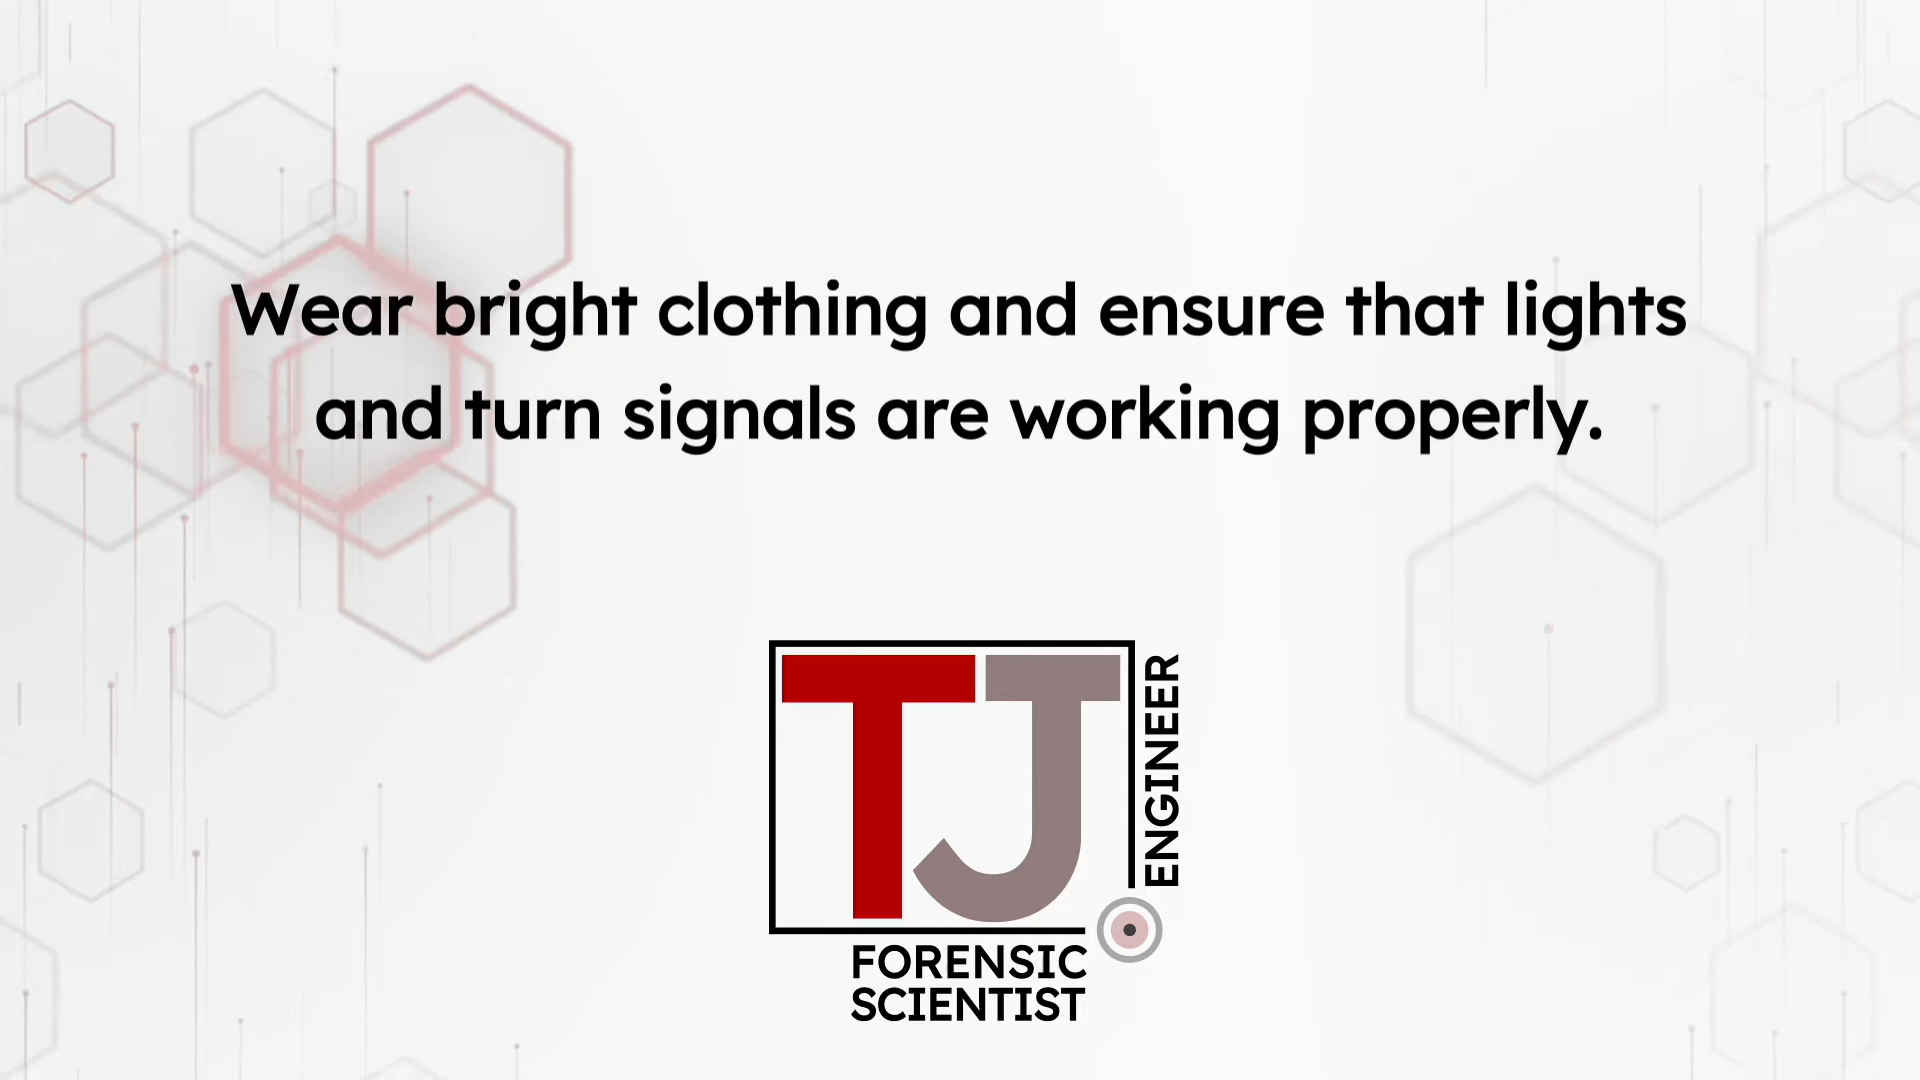 Wear bright clothing and ensure that lights
and turn signals are working properly.
TJ
ENGINEER
FORENSIC
SCIENTIST